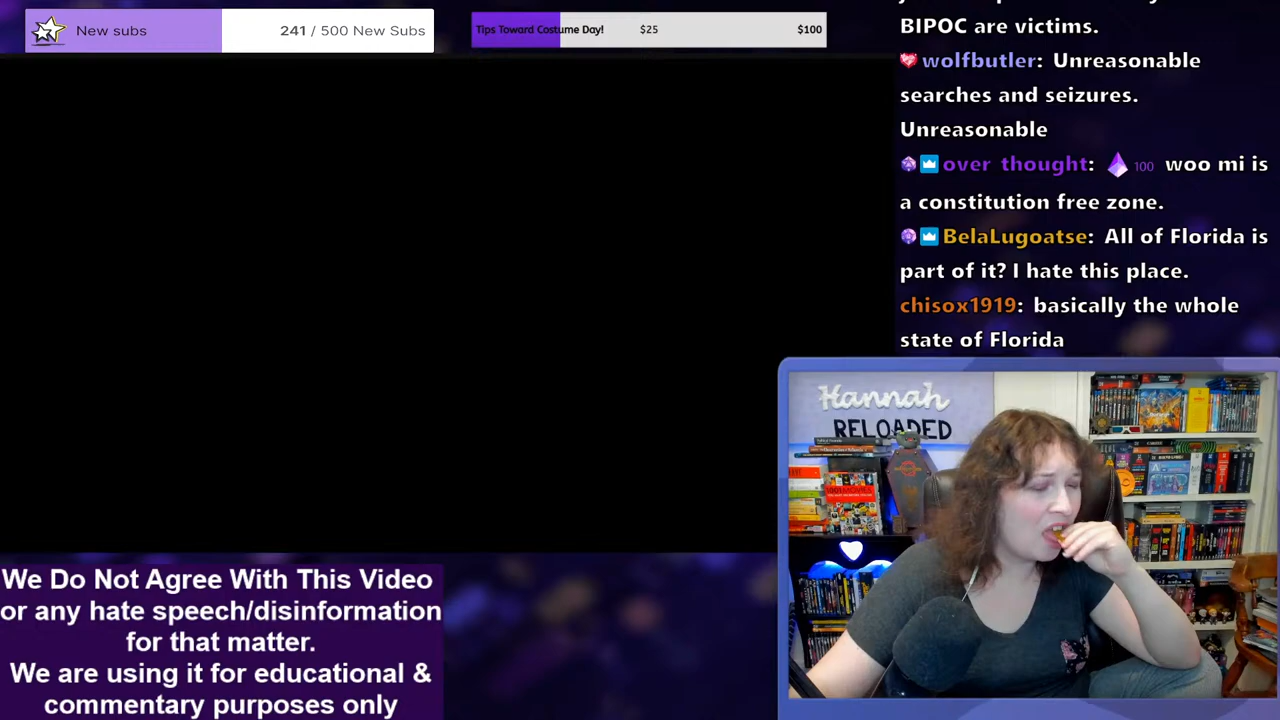 New subs
241 / 500 New Subs
Tips Toward Costume Day!
$25
$100
BIPOC are victims.
wolfbutler: Unreasonable
searches and seizures.
Unreasonable
over thought: 100 woo mi is
a constitution free zone.
BelaLugoatse: All of Florida is
part of it? I hate this place.
chisox1919: basically the whole
state of Florida
Hannah
RELOADED
We Do Not Agree With This Video
or any hate speech/disinformation
for that matter.
We are using it for educational &
commentary purposes only